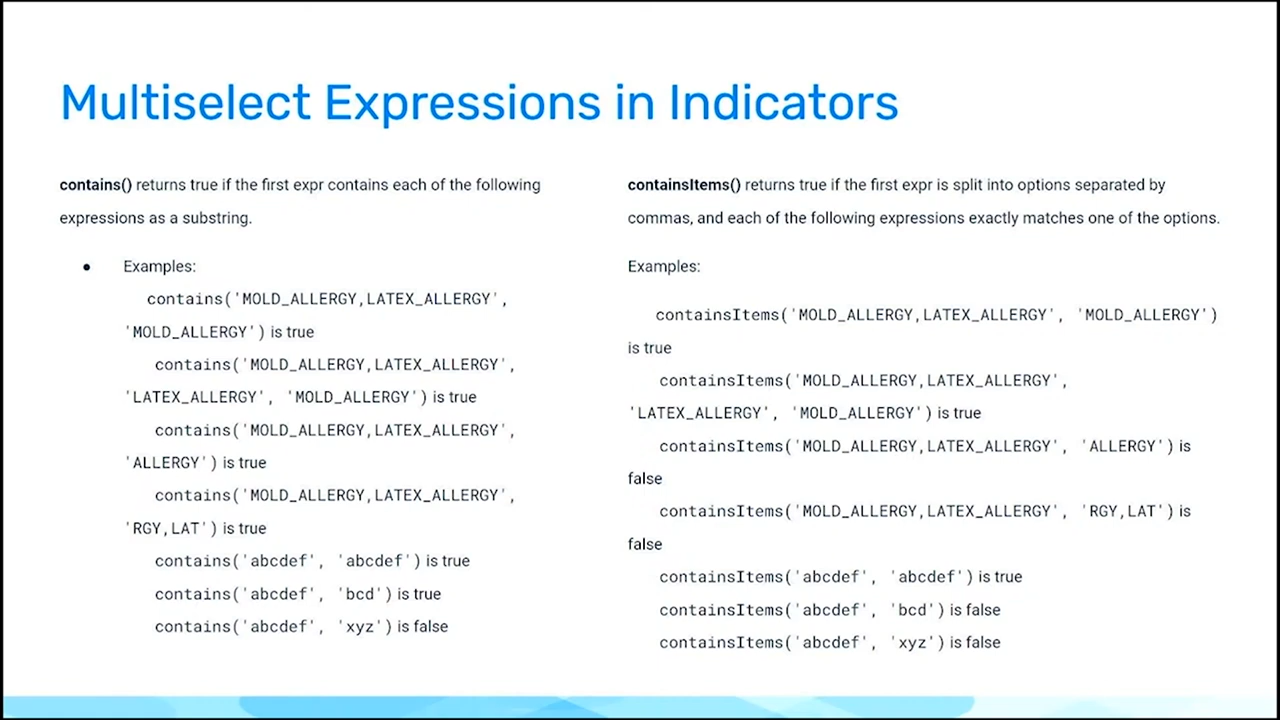 Multiselect Expressions in Indicators
contains() returns true if the first expr contains each of the following
expressions as a substring.
● Examples:
contains('MOLD_ALLERGY,LATEX_ALLERGY',
'MOLD_ALLERGY') is true
contains('MOLD_ALLERGY,LATEX_ALLERGY',
'LATEX_ALLERGY', 'MOLD_ALLERGY') is true
contains('MOLD_ALLERGY,LATEX_ALLERGY',
'ALLERGY') is true
contains('MOLD_ALLERGY,LATEX_ALLERGY',
'RGY,LAT') is true
contains('abcdef', 'abcdef') is true
contains('abcdef', 'bcd') is true
contains('abcdef', 'xyz') is false
containsItems() returns true if the first expr is split into options separated by
commas, and each of the following expressions exactly matches one of the options.
Examples:
containsItems('MOLD_ALLERGY,LATEX_ALLERGY', 'MOLD_ALLERGY')
is true
containsItems('MOLD_ALLERGY,LATEX_ALLERGY',
'LATEX_ALLERGY', 'MOLD_ALLERGY') is true
containsItems('MOLD_ALLERGY,LATEX_ALLERGY', 'ALLERGY') is
false
containsItems('MOLD_ALLERGY,LATEX_ALLERGY', 'RGY,LAT') is
false
containsItems('abcdef', 'abcdef') is true
containsItems('abcdef', 'bcd') is false
containsItems('abcdef', 'xyz') is false